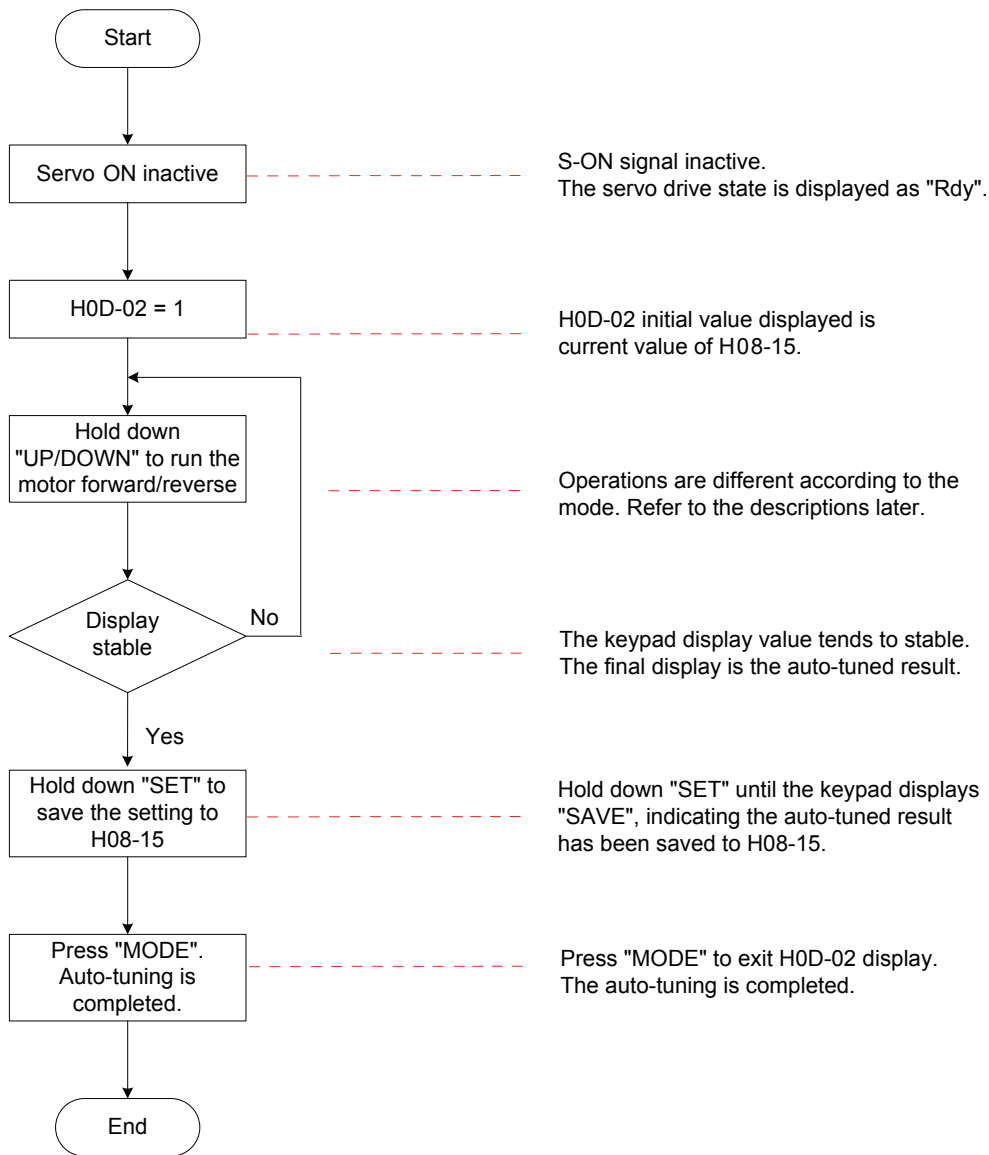 Start
Servo ON inactive
S-ON signal inactive.
The servo drive state is displayed as "Rdy".
H0D-02 = 1
H0D-02 initial value displayed is
current value of H08-15.
Hold down
"UP/DOWN" to run the
motor forward/reverse
Operations are different according to the
mode. Refer to the descriptions later.
Display
stable
No
The keypad display value tends to stable.
The final display is the auto-tuned result.
Yes
Hold down "SET" to
save the setting to
H08-15
Hold down "SET" until the keypad displays
"SAVE", indicating the auto-tuned result
has been saved to H08-15.
Press "MODE".
Auto-tuning is
completed.
Press "MODE" to exit H0D-02 display.
The auto-tuning is completed.
End